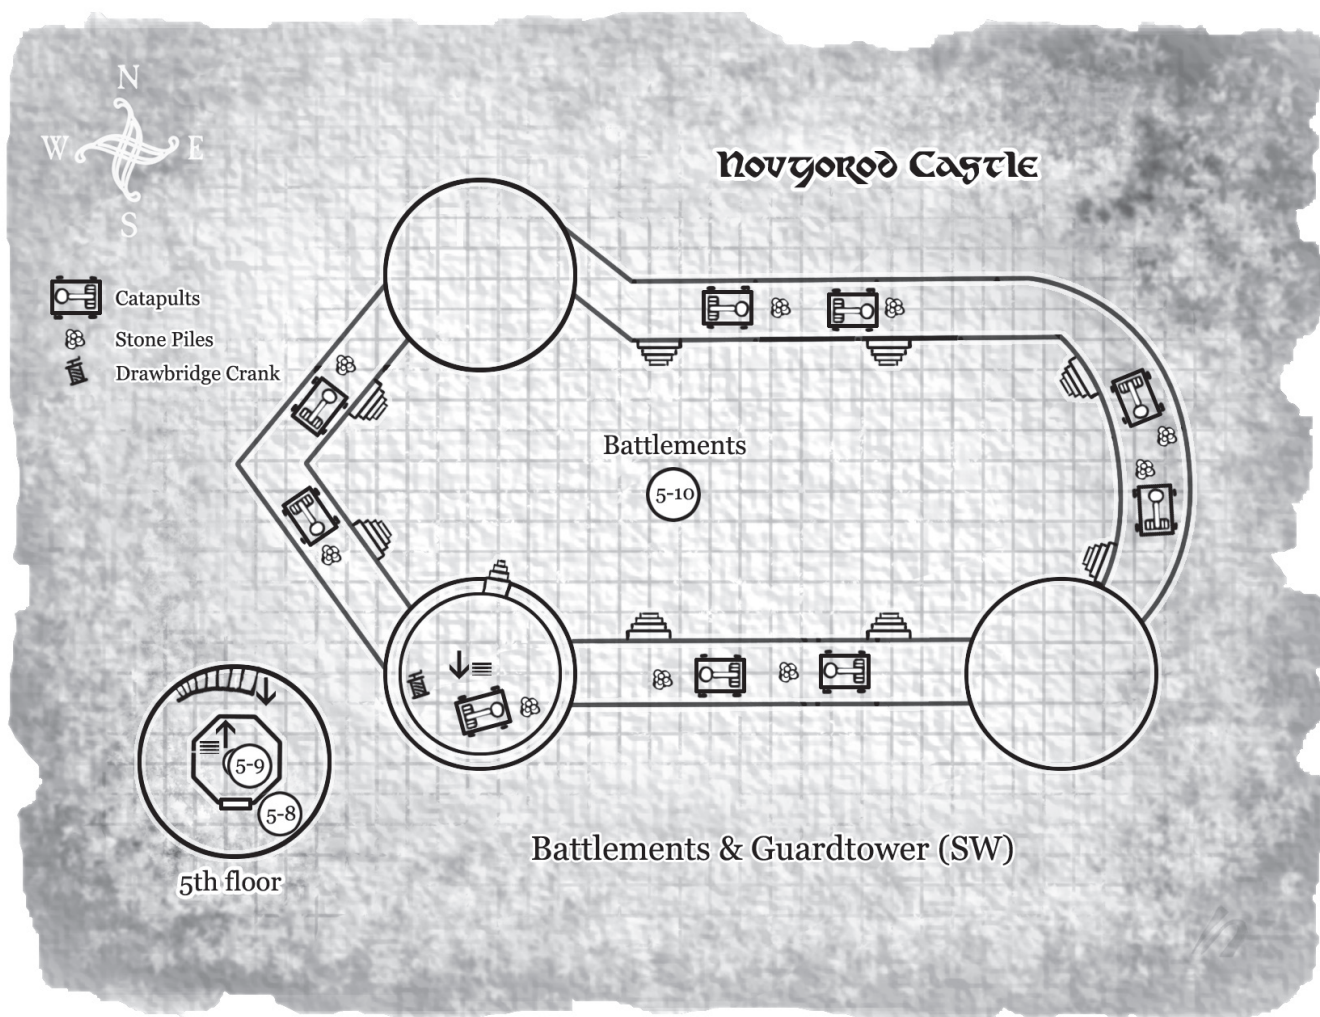 N
W E
S
Novgorod Castle
Catapults
Stone Piles
Drawbridge Crank
Battlements
5-10
5-9
5-8
5th floor
Battlements & Guardtower (SW)